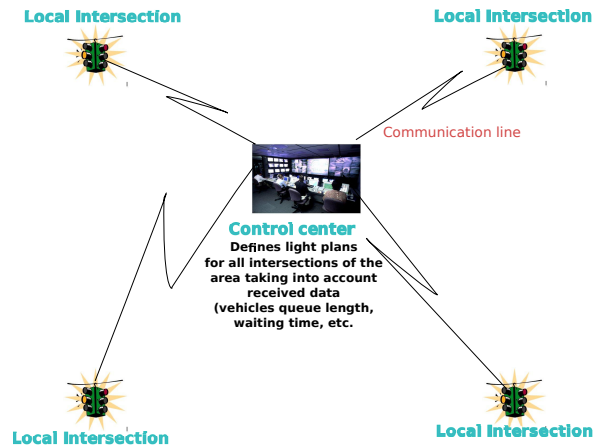 Local Intersection
Local Intersection
Communication line
Control center
Defines light plans
for all intersections of the
area taking into account
received data
(vehicles queue length,
waiting time, etc.
Local Intersection
Local Intersection